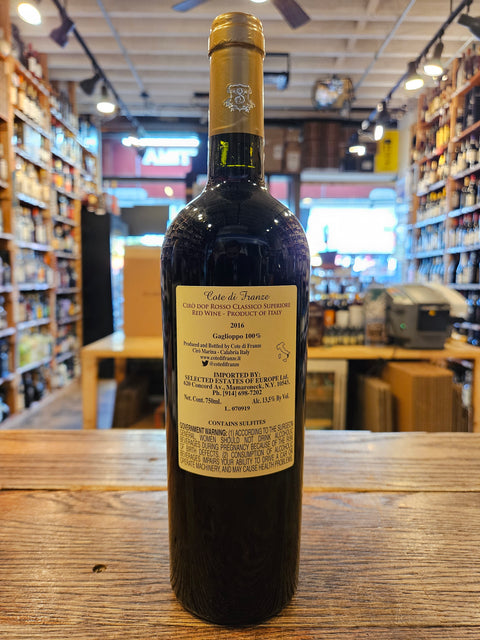 Cote di Franze
CIRÒ DOP ROSSO CLASSICO SUPERIORE
RED WINE - PRODUCT OF ITALY
2016
Gaglioppo 100%
Produced and Bottled by Cote di Franze
Cirò Marina - Calabria Italy
www.cotedifranze.it
@cotedifranze
IMPORTED BY:
SELECTED ESTATES OF EUROPE Ltd.
620 Concord Av., Mamaroneck, N.Y. 10543.
Ph. [914] 698-7202
Net. Cont. 750ml. Alc. 13,5% By Vol.
L. 070919
CONTAINS SULFITES
GOVERNMENT WARNING: (1) ACCORDING TO THE SURGEON
GENERAL, WOMEN SHOULD NOT DRINK ALCOHOLIC
BEVERAGES DURING PREGNANCY BECAUSE OF THE RISK
OF BIRTH DEFECTS. (2) CONSUMPTION OF ALCOHOLIC
BEVERAGES IMPAIRS YOUR ABILITY TO DRIVE A CAR OR
OPERATE MACHINERY, AND MAY CAUSE HEALTH PROBLEMS